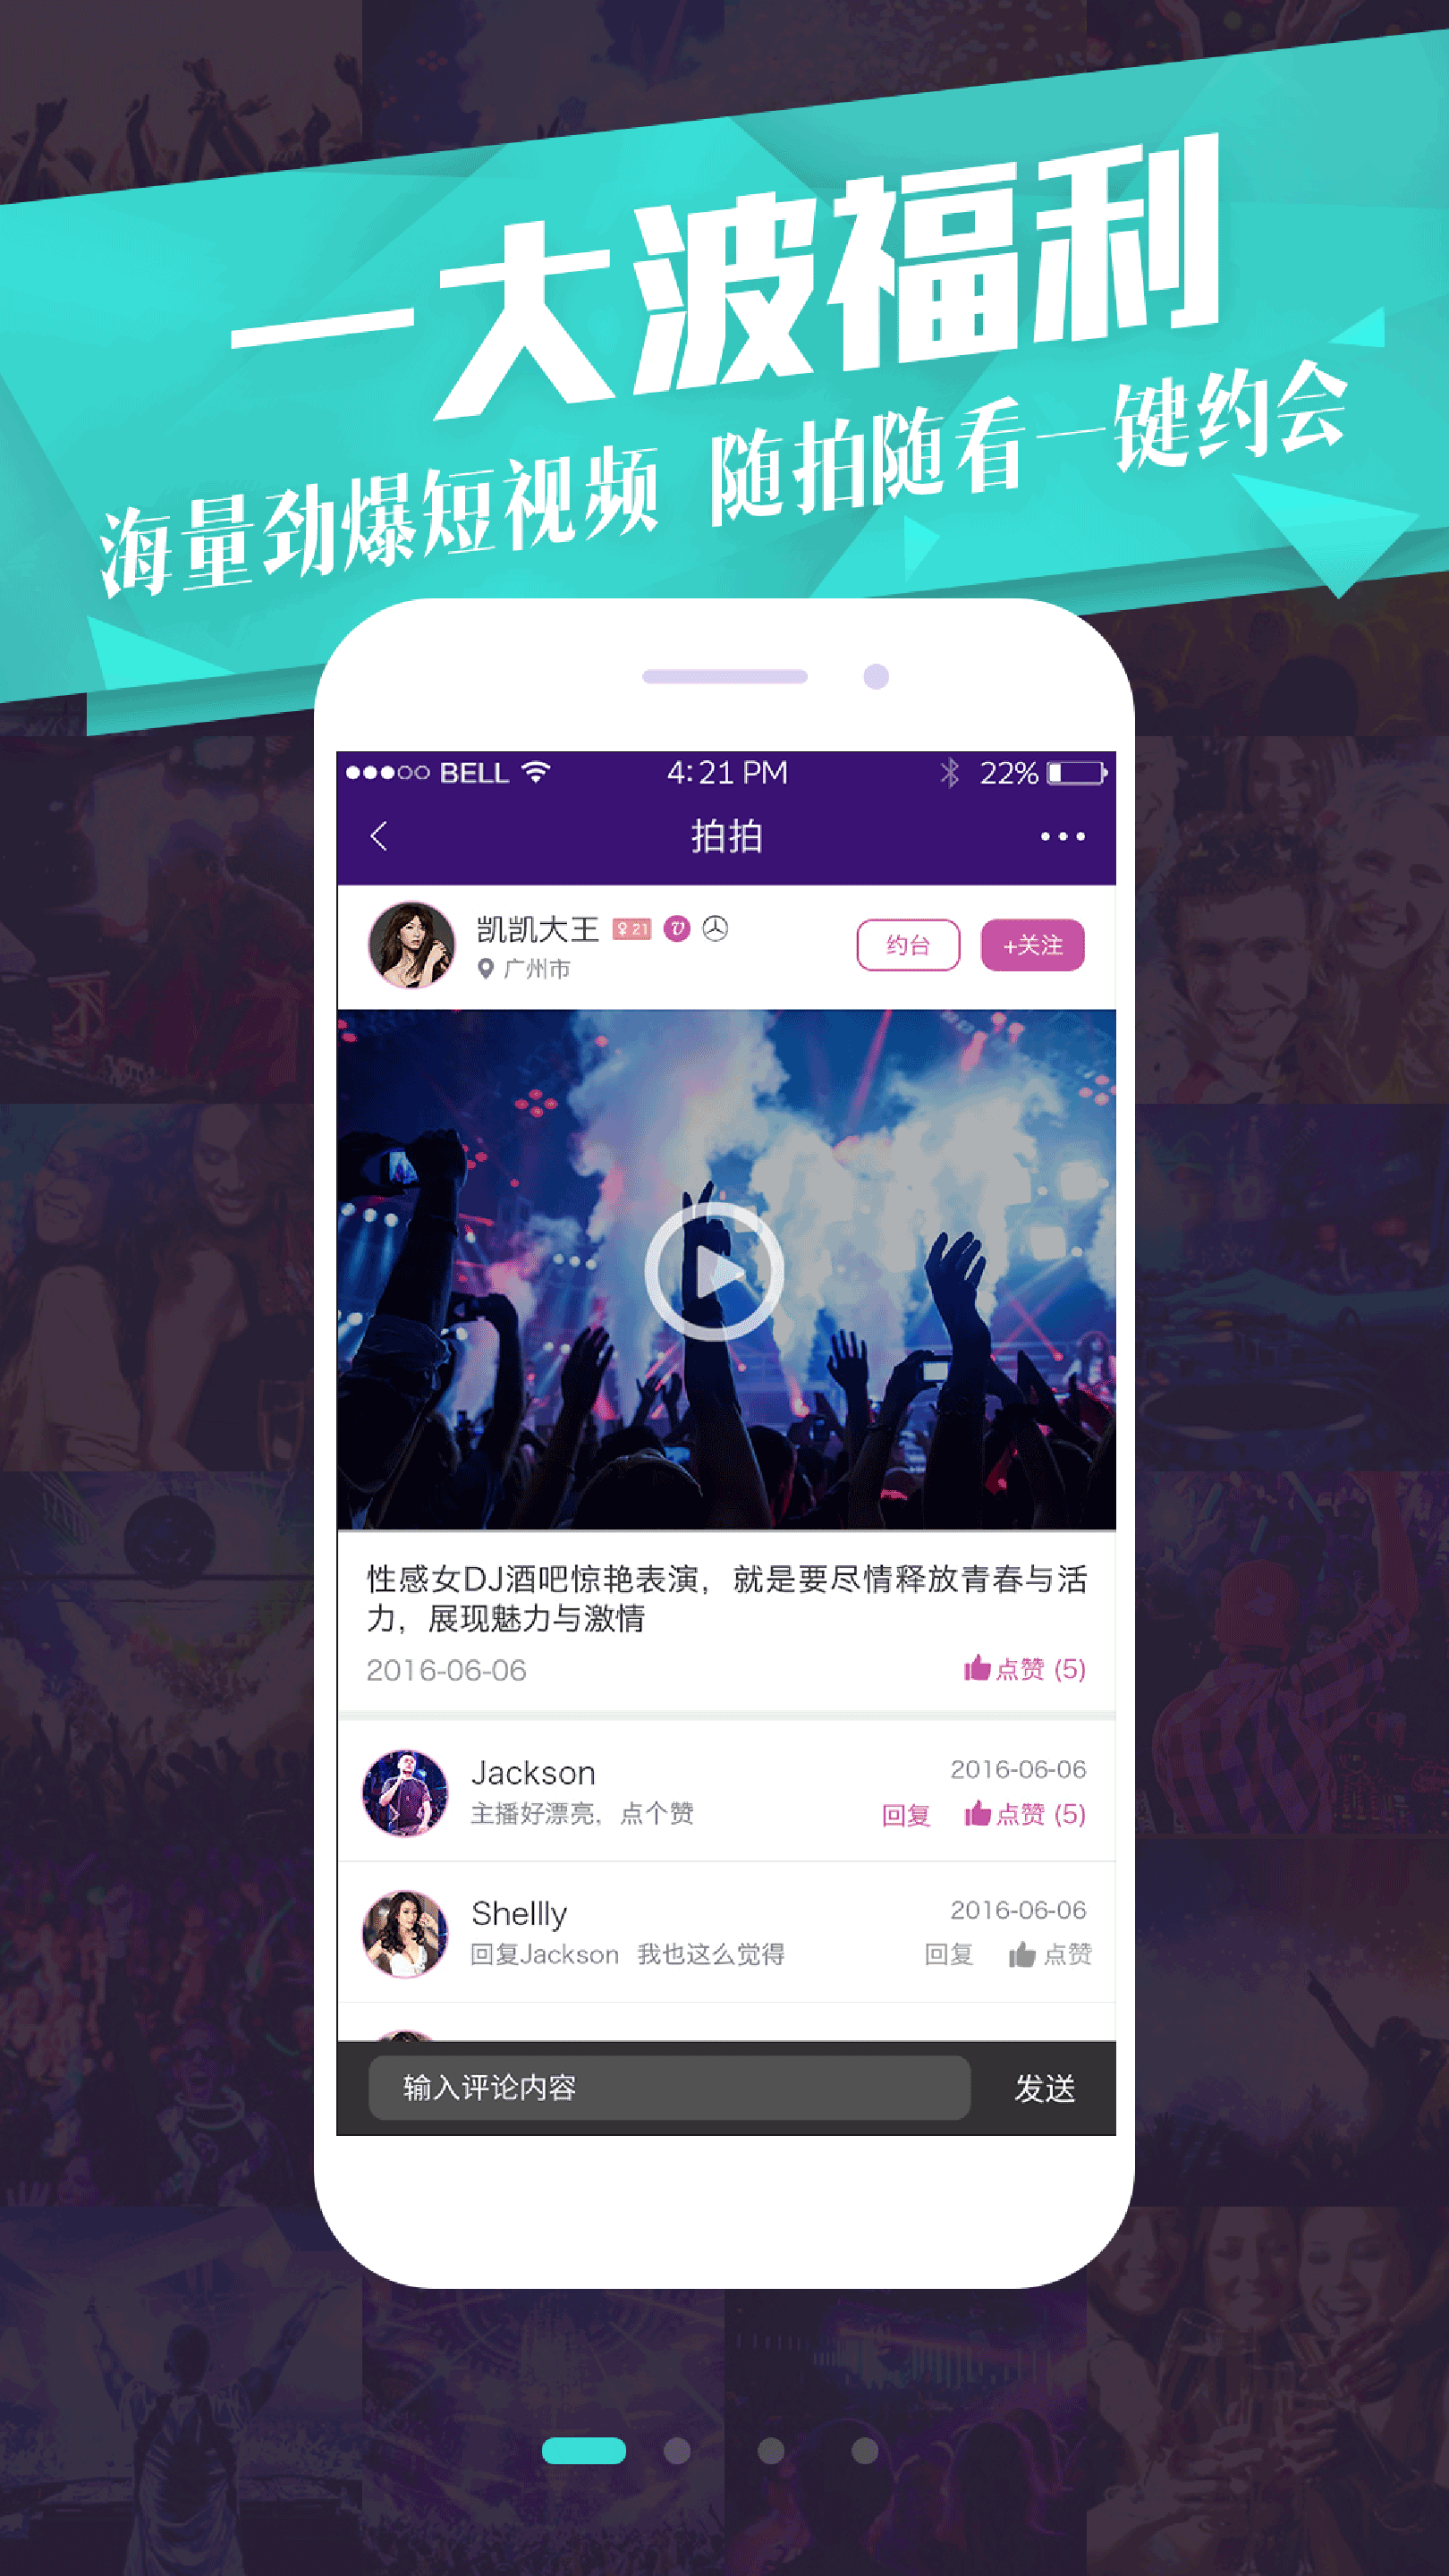 一大波福利
海量劲爆短视频 随拍随看一键约会
BELL 4:21 PM 22%
拍拍
凯凯大王 ♀21 v
约台 +关注
广州市
性感女DJ酒吧惊艳表演，就是要尽情释放青春与活
力，展现魅力与激情
2016-06-06 点赞 (5)
Jackson 2016-06-06
主播好漂亮，点个赞 回复 点赞 (5)
Shellly 2016-06-06
回复Jackson 我也这么觉得 回复 点赞
输入评论内容 发送